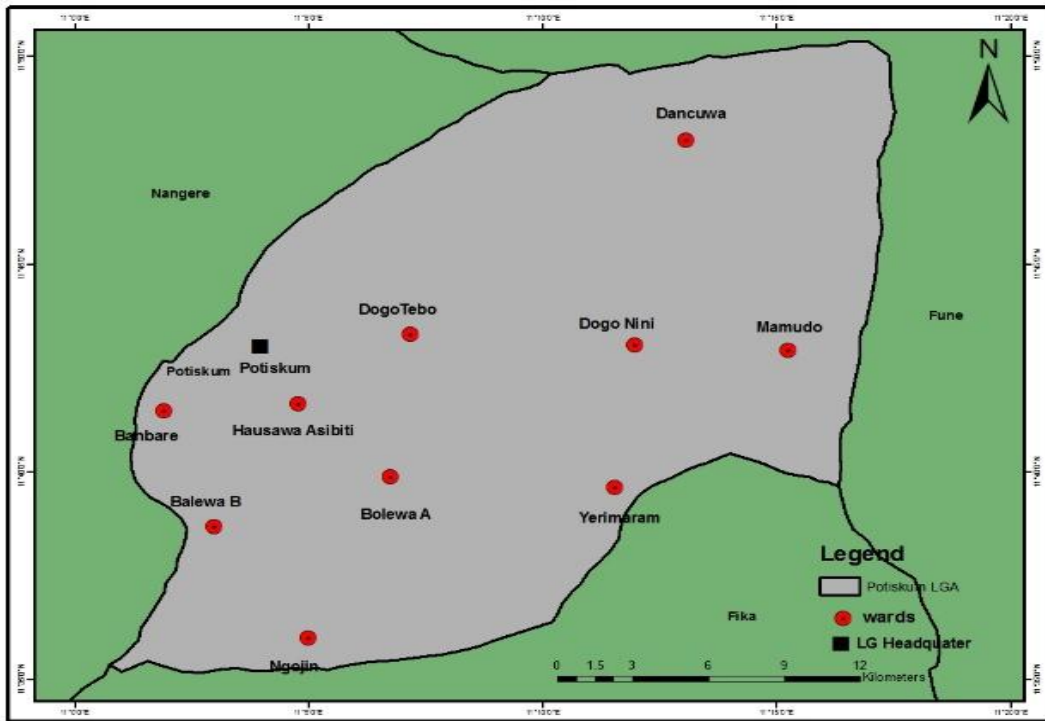 N
Dancuwa
Nangere
DogoTebo
Dogo Nini
Mamudo
Fune
Potiskum
Potiskum
Banbare
Hausawa Asibiti
Balewa B
Bolewa A
Yerimaram
Legend
Potiskum LGA
wards
LG Headquater
Fika
Ngojin
0 1.5 3 6 9 12
Kilometers